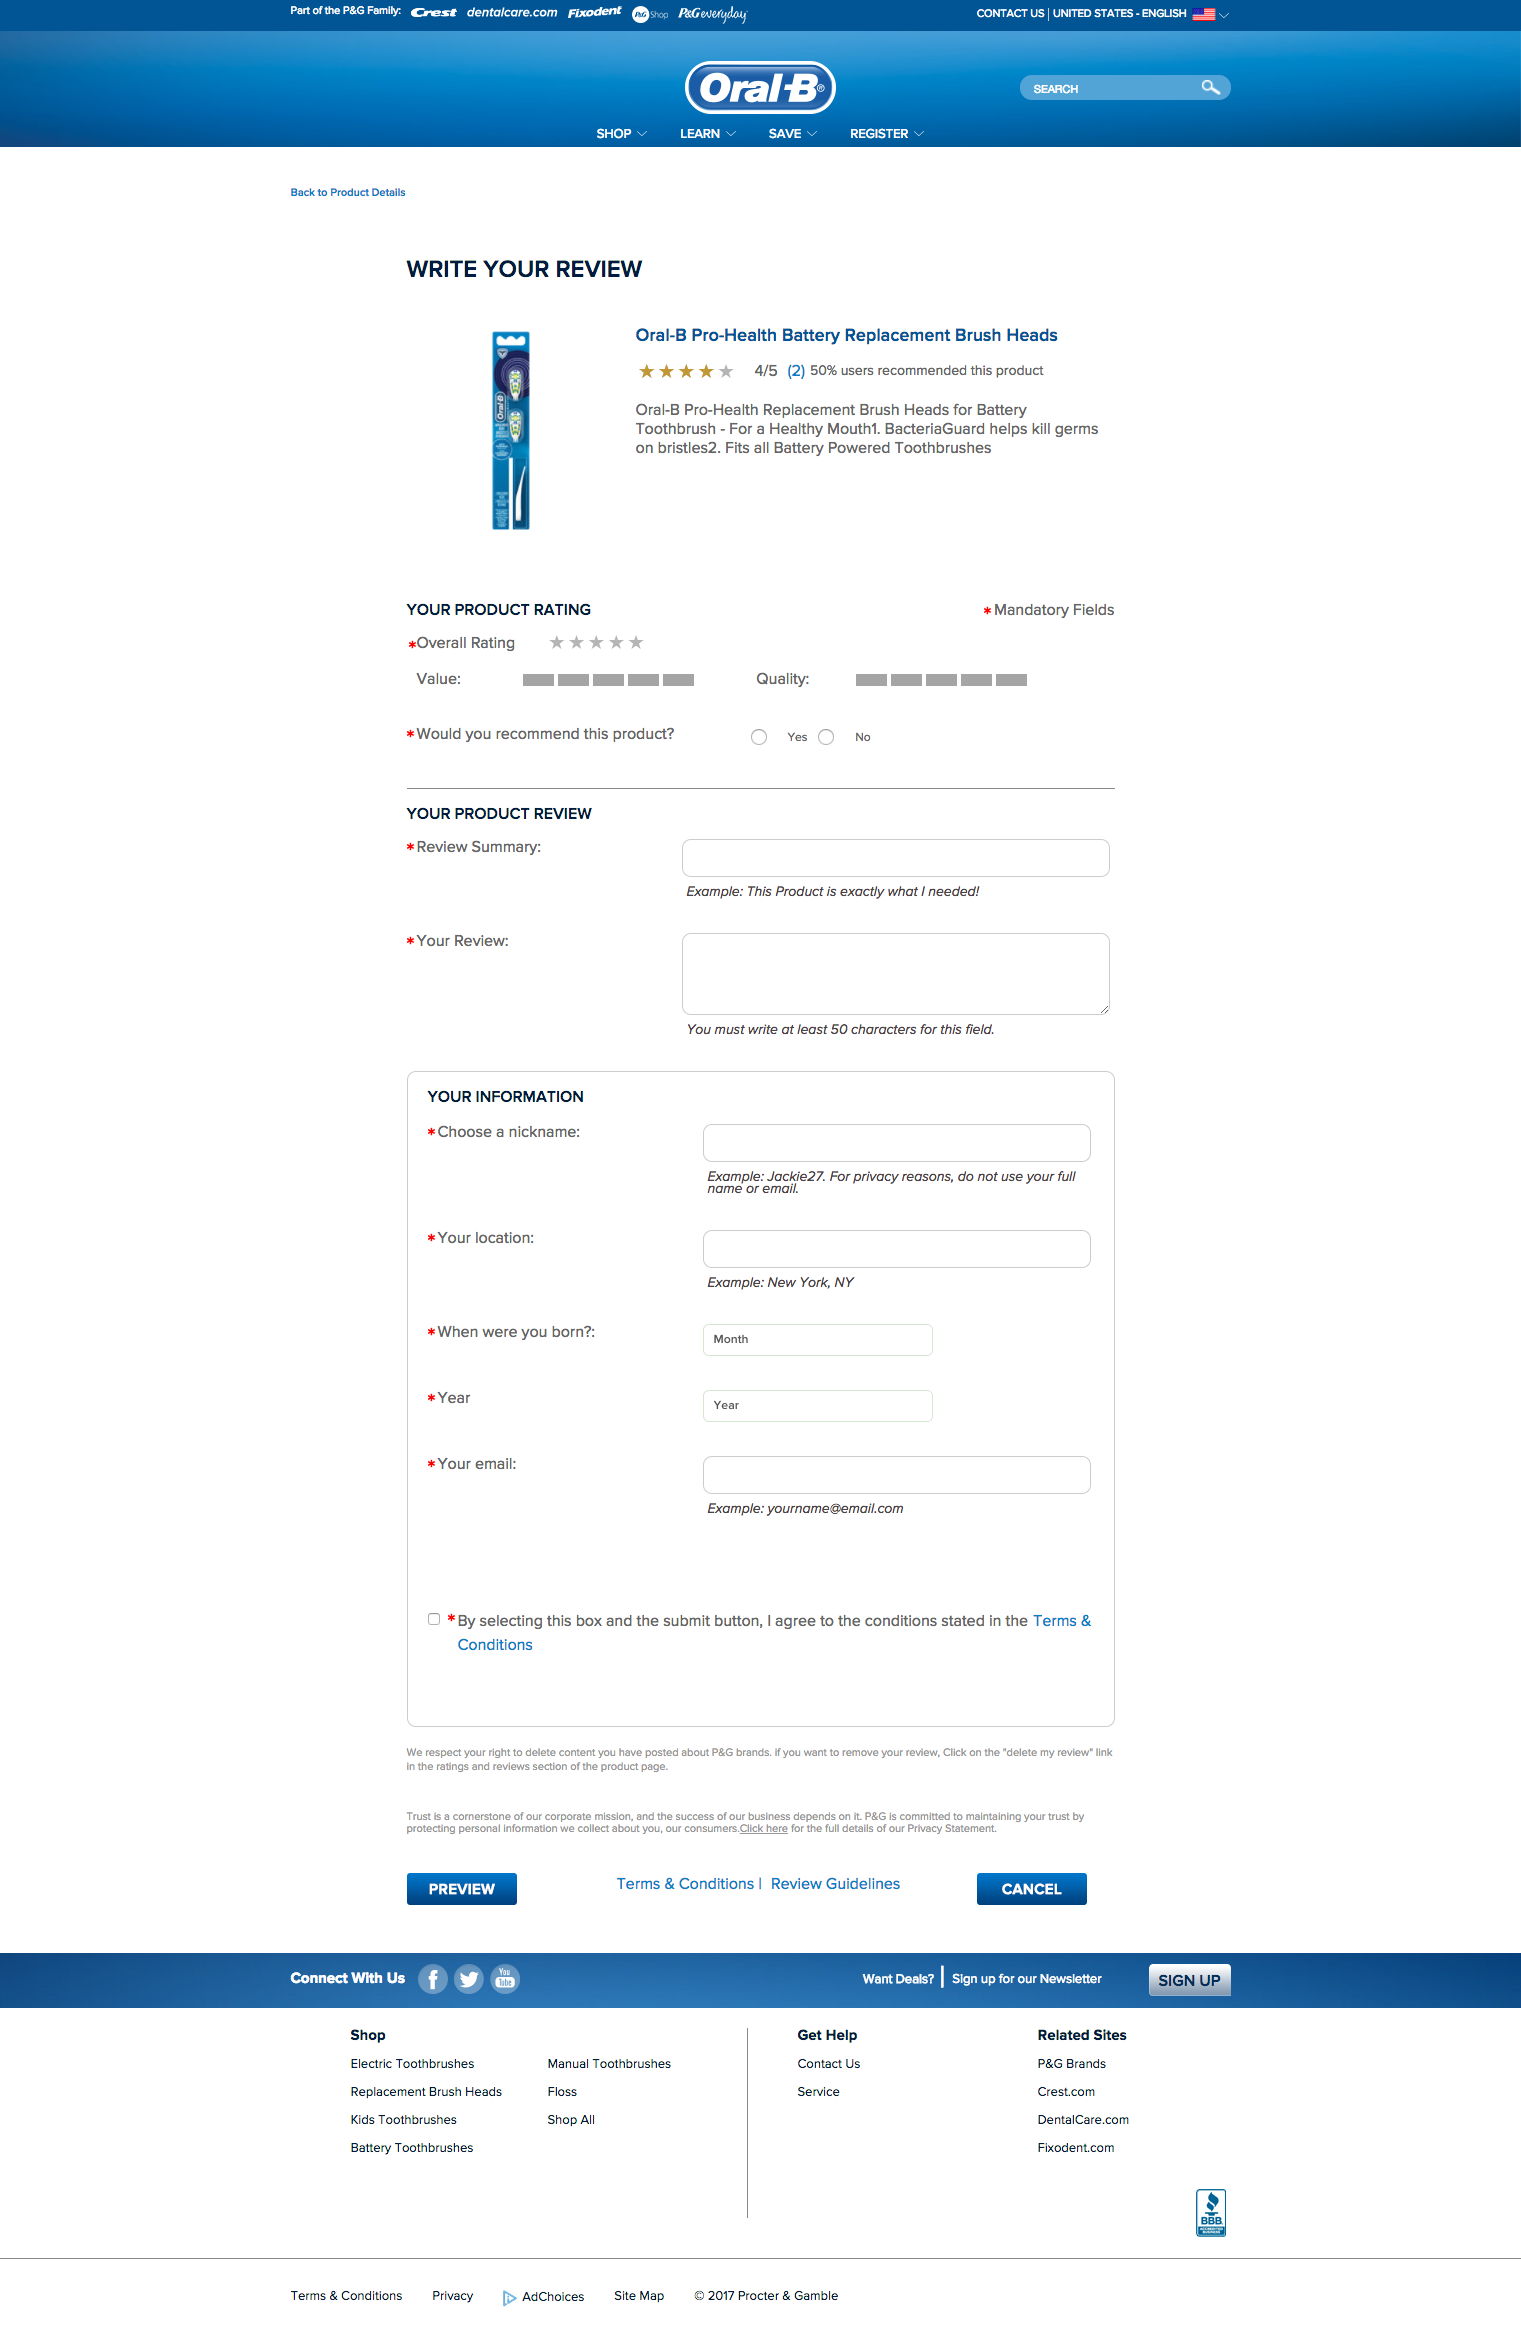 Part of the P&G Family: Crest dentalcare.com Fixodent P&G Shop P&G everyday
CONTACT US | UNITED STATES - ENGLISH
Oral-B®
SEARCH
SHOP LEARN SAVE REGISTER
Back to Product Details
WRITE YOUR REVIEW
Oral-B
Oral-B Pro-Health Battery Replacement Brush Heads
4/5 (2) 50% users recommended this product
Oral-B Pro-Health Replacement Brush Heads for Battery
Toothbrush - For a Healthy Mouth1. BacteriaGuard helps kill germs
on bristles2. Fits all Battery Powered Toothbrushes
YOUR PRODUCT RATING
* Mandatory Fields
*Overall Rating
Value:
Quality:
*Would you recommend this product? Yes No
YOUR PRODUCT REVIEW
*Review Summary:
Example: This Product is exactly what I needed!
*Your Review:
You must write at least 50 characters for this field.
YOUR INFORMATION
*Choose a nickname:
Example: Jackie27. For privacy reasons, do not use your full
name or email.
*Your location:
Example: New York, NY
*When were you born?: Month
*Year Year
*Your email:
Example: yourname@email.com
*By selecting this box and the submit button, I agree to the conditions stated in the Terms &
Conditions
We respect your right to delete content you have posted about P&G brands. if you want to remove your review, Click on the "delete my review" link
in the ratings and reviews section of the product page.
Trust is a cornerstone of our corporate mission, and the success of our business depends on it. P&G is committed to maintaining your trust by
protecting personal information we collect about you, our consumers.Click here for the full details of our Privacy Statement.
PREVIEW
Terms & Conditions | Review Guidelines
CANCEL
Connect With Us
You Tube
Want Deals? | Sign up for our Newsletter
SIGN UP
Shop
Electric Toothbrushes
Replacement Brush Heads
Kids Toothbrushes
Battery Toothbrushes
Manual Toothbrushes
Floss
Shop All
Get Help
Contact Us
Service
Related Sites
P&G Brands
Crest.com
DentalCare.com
Fixodent.com
BBB
ACCREDITED
BUSINESS
Terms & Conditions Privacy AdChoices Site Map © 2017 Procter & Gamble